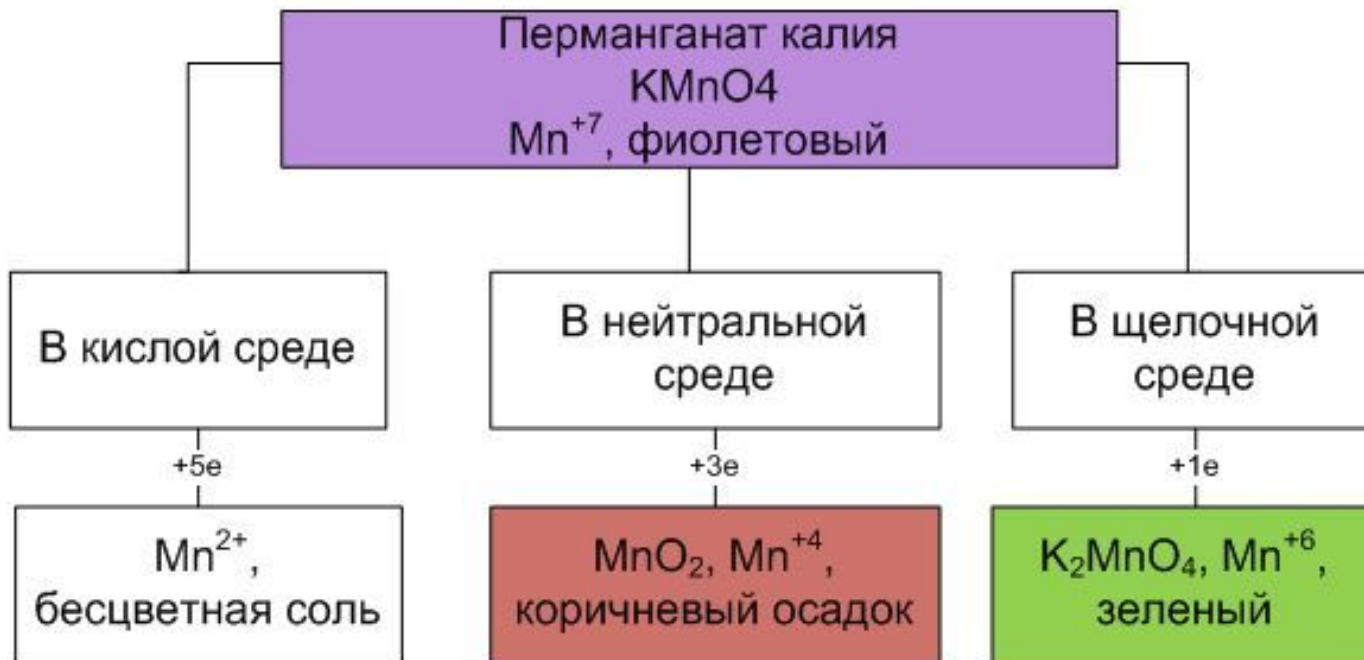 Перманганат калия
KMnO4
Mn⁺⁷, фиолетовый
В кислой среде
В нейтральной
среде
В щелочной
среде
+5e
+3e
+1e
Mn²⁺,
бесцветная соль
MnO₂, Mn⁺⁴,
коричневый осадок
K₂MnO₄, Mn⁺⁶,
зеленый